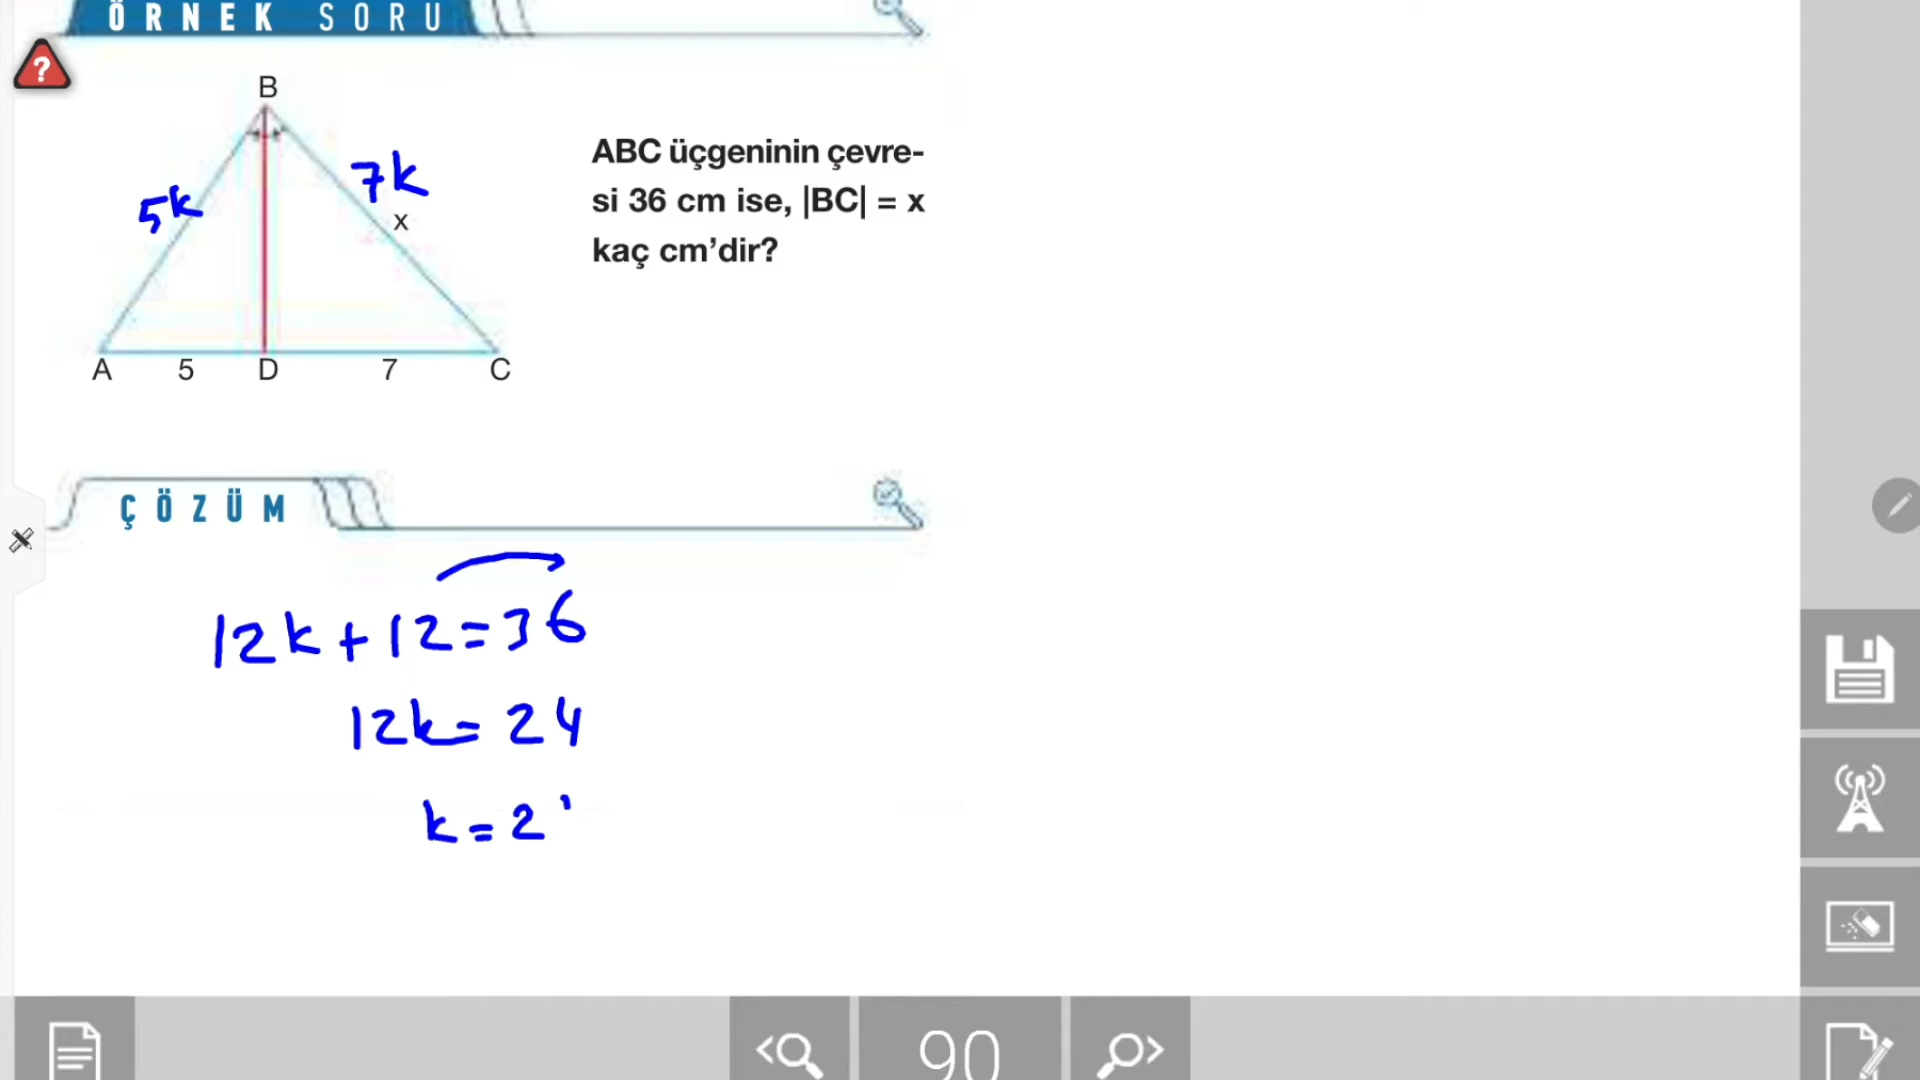 ÖRNEK SORU
?
B
5k
7k
x
A 5 D 7 C
ABC üçgeninin çevre-
si 36 cm ise, |BC| = x
kaç cm'dir?
ÇÖZÜM
12k+12=36
12k=24
k=2
90